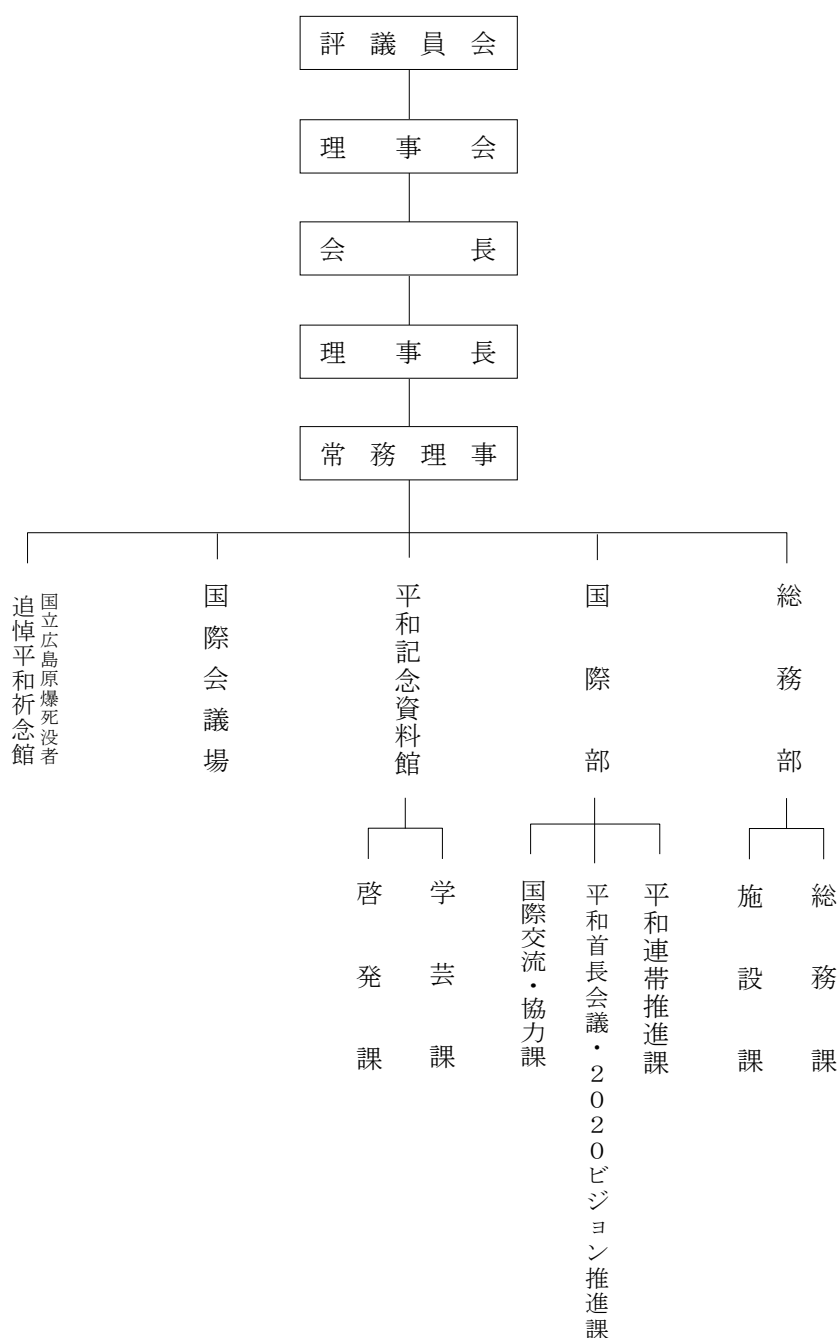 評議員会
理事会
会長
理事長
常務理事
総務部
国際部
平和記念資料館
国際会議場
国立広島原爆死没者
追悼平和祈念館
総務課
施設課
平和連帯推進課
平和首長会議・2020ビジョン推進課
国際交流・協力課
学芸課
啓発課